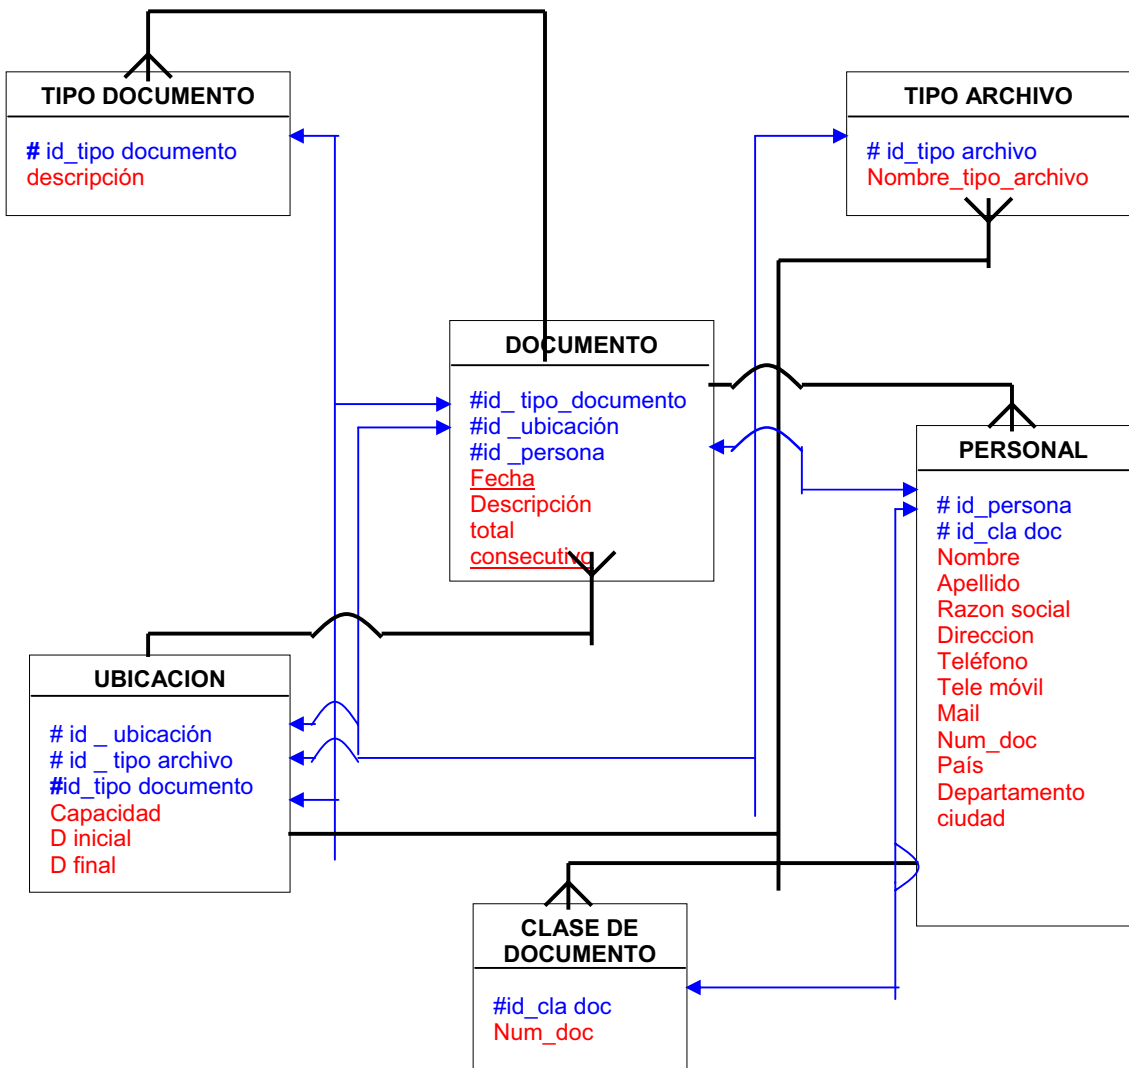 TIPO DOCUMENTO
# id_tipo documento
descripción
TIPO ARCHIVO
# id_tipo archivo
Nombre_tipo_archivo
DOCUMENTO
#id_ tipo_documento
#id _ubicación
#id _persona
Fecha
Descripción
total
consecutivo
PERSONAL
# id_persona
# id_cla doc
Nombre
Apellido
Razon social
Direccion
Teléfono
Tele móvil
Mail
Num_doc
País
Departamento
ciudad
UBICACION
# id _ ubicación
# id _ tipo archivo
#id_tipo documento
Capacidad
D inicial
D final
CLASE DE
DOCUMENTO
#id_cla doc
Num_doc